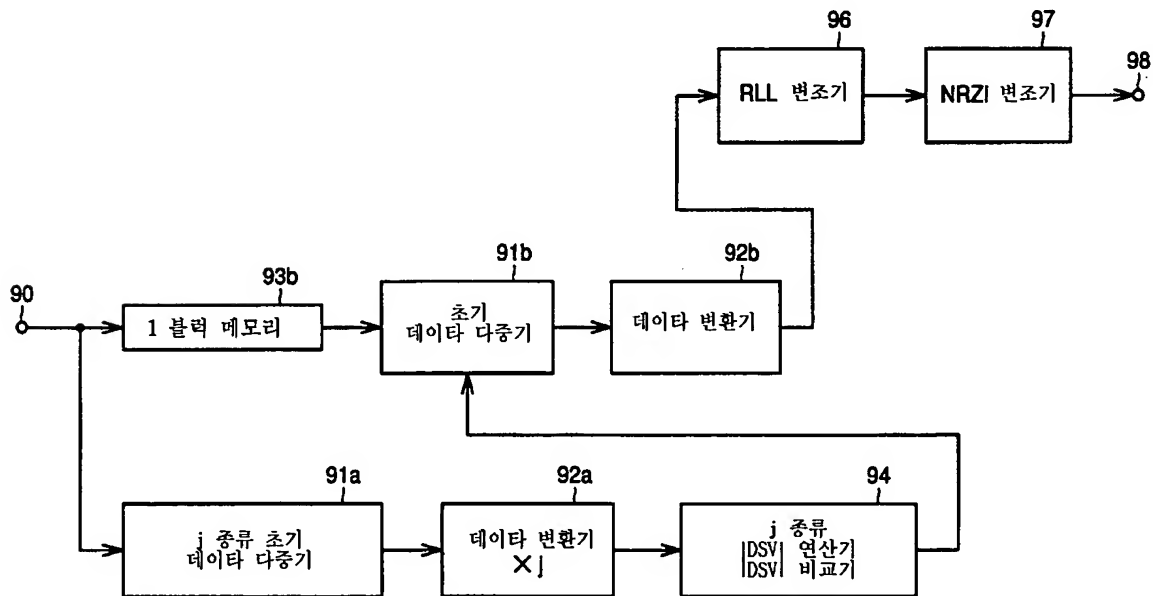 96
RLL 변조기
97
NRZI 변조기
98
90
93b
1 블럭 메모리
91b
초기
데이타 다중기
92b
데이타 변환기
91a
j 종류 초기
데이타 다중기
92a
데이타 변환기
×j
94
j 종류
|DSV| 연산기
|DSV| 비교기